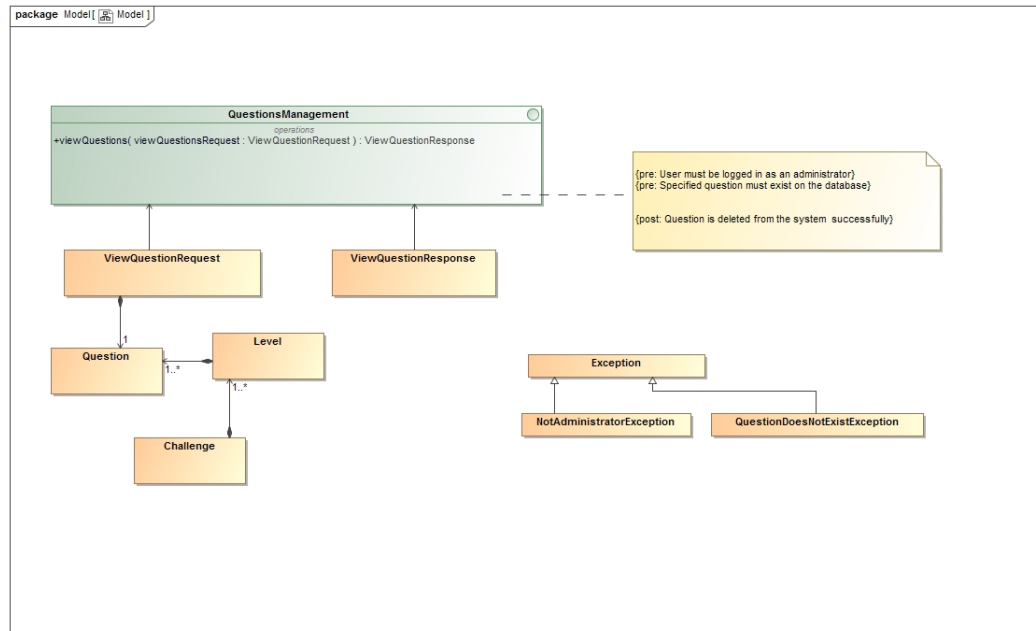 package Model[ Model ]
QuestionsManagement
operations
+viewQuestions( viewQuestionsRequest : ViewQuestionRequest ) : ViewQuestionResponse
{pre: User must be logged in as an administrator}
{pre: Specified question must exist on the database}
{post: Question is deleted from the system successfully}
ViewQuestionRequest
ViewQuestionResponse
1
Question
Level
1..*
1..*
Challenge
Exception
NotAdministratorException
QuestionDoesNotExistException